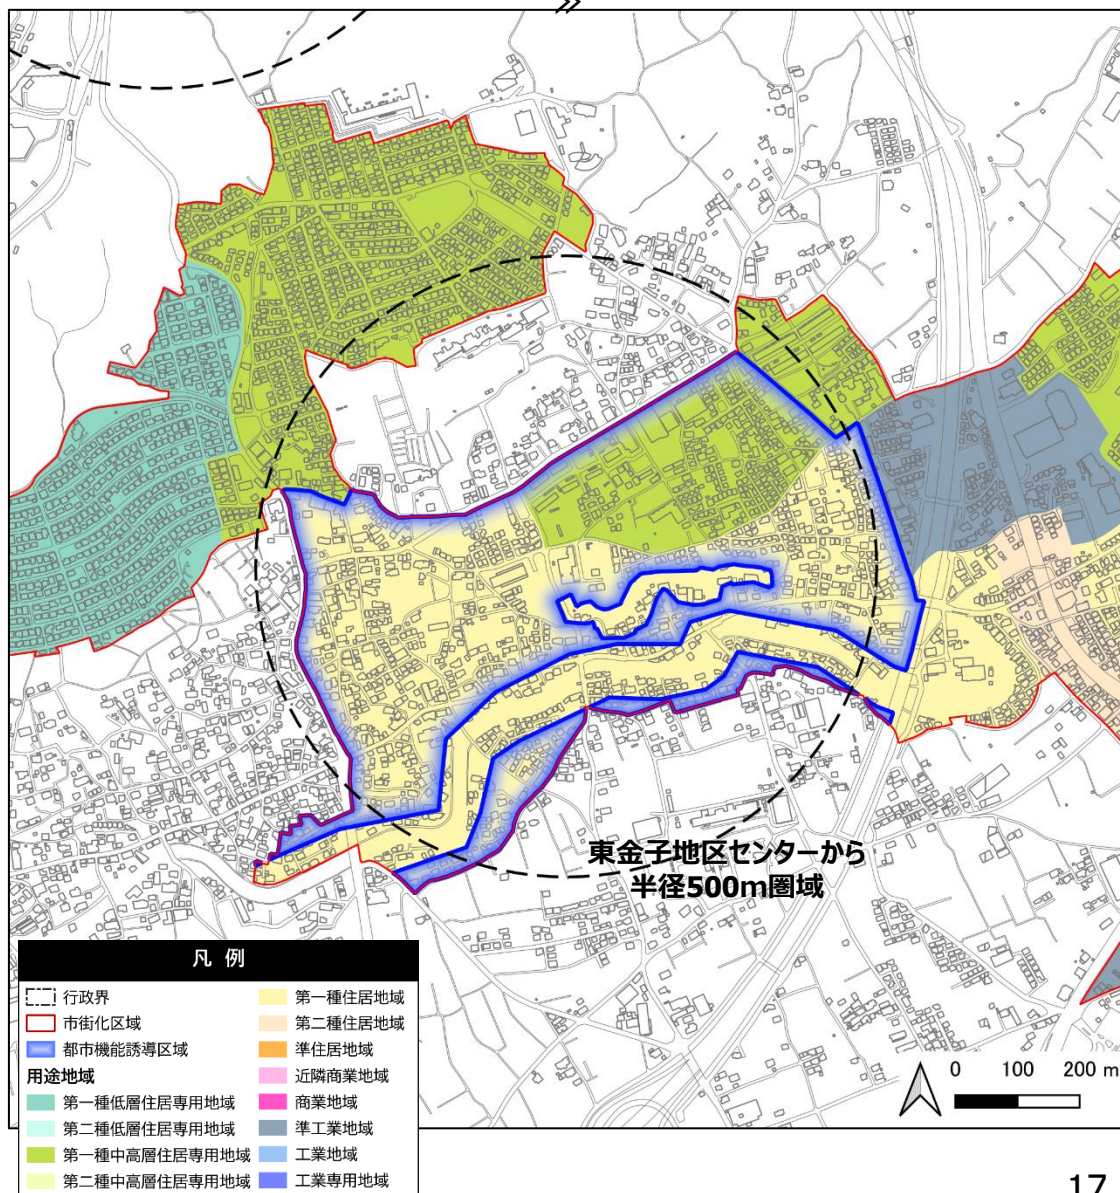 東金子地区センターから
半径500m圏域
凡 例
行政界
市街化区域
都市機能誘導区域
用途地域
第一種低層住居専用地域
第二種低層住居専用地域
第一種中高層住居専用地域
第二種中高層住居専用地域
第一種住居地域
第二種住居地域
準住居地域
近隣商業地域
商業地域
準工業地域
工業地域
工業専用地域
0 100 200 m
17